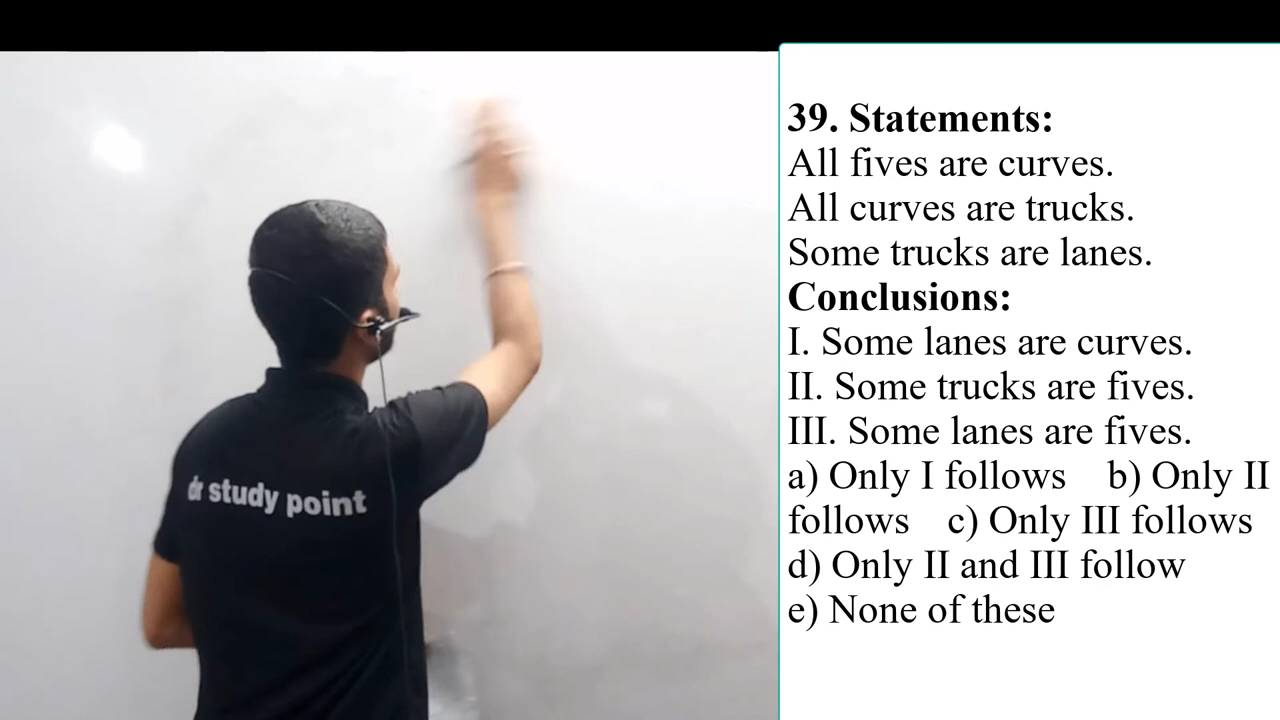 dr study point
39. Statements:
All fives are curves.
All curves are trucks.
Some trucks are lanes.
Conclusions:
I. Some lanes are curves.
II. Some trucks are fives.
III. Some lanes are fives.
a) Only I follows b) Only II
follows c) Only III follows
d) Only II and III follow
e) None of these